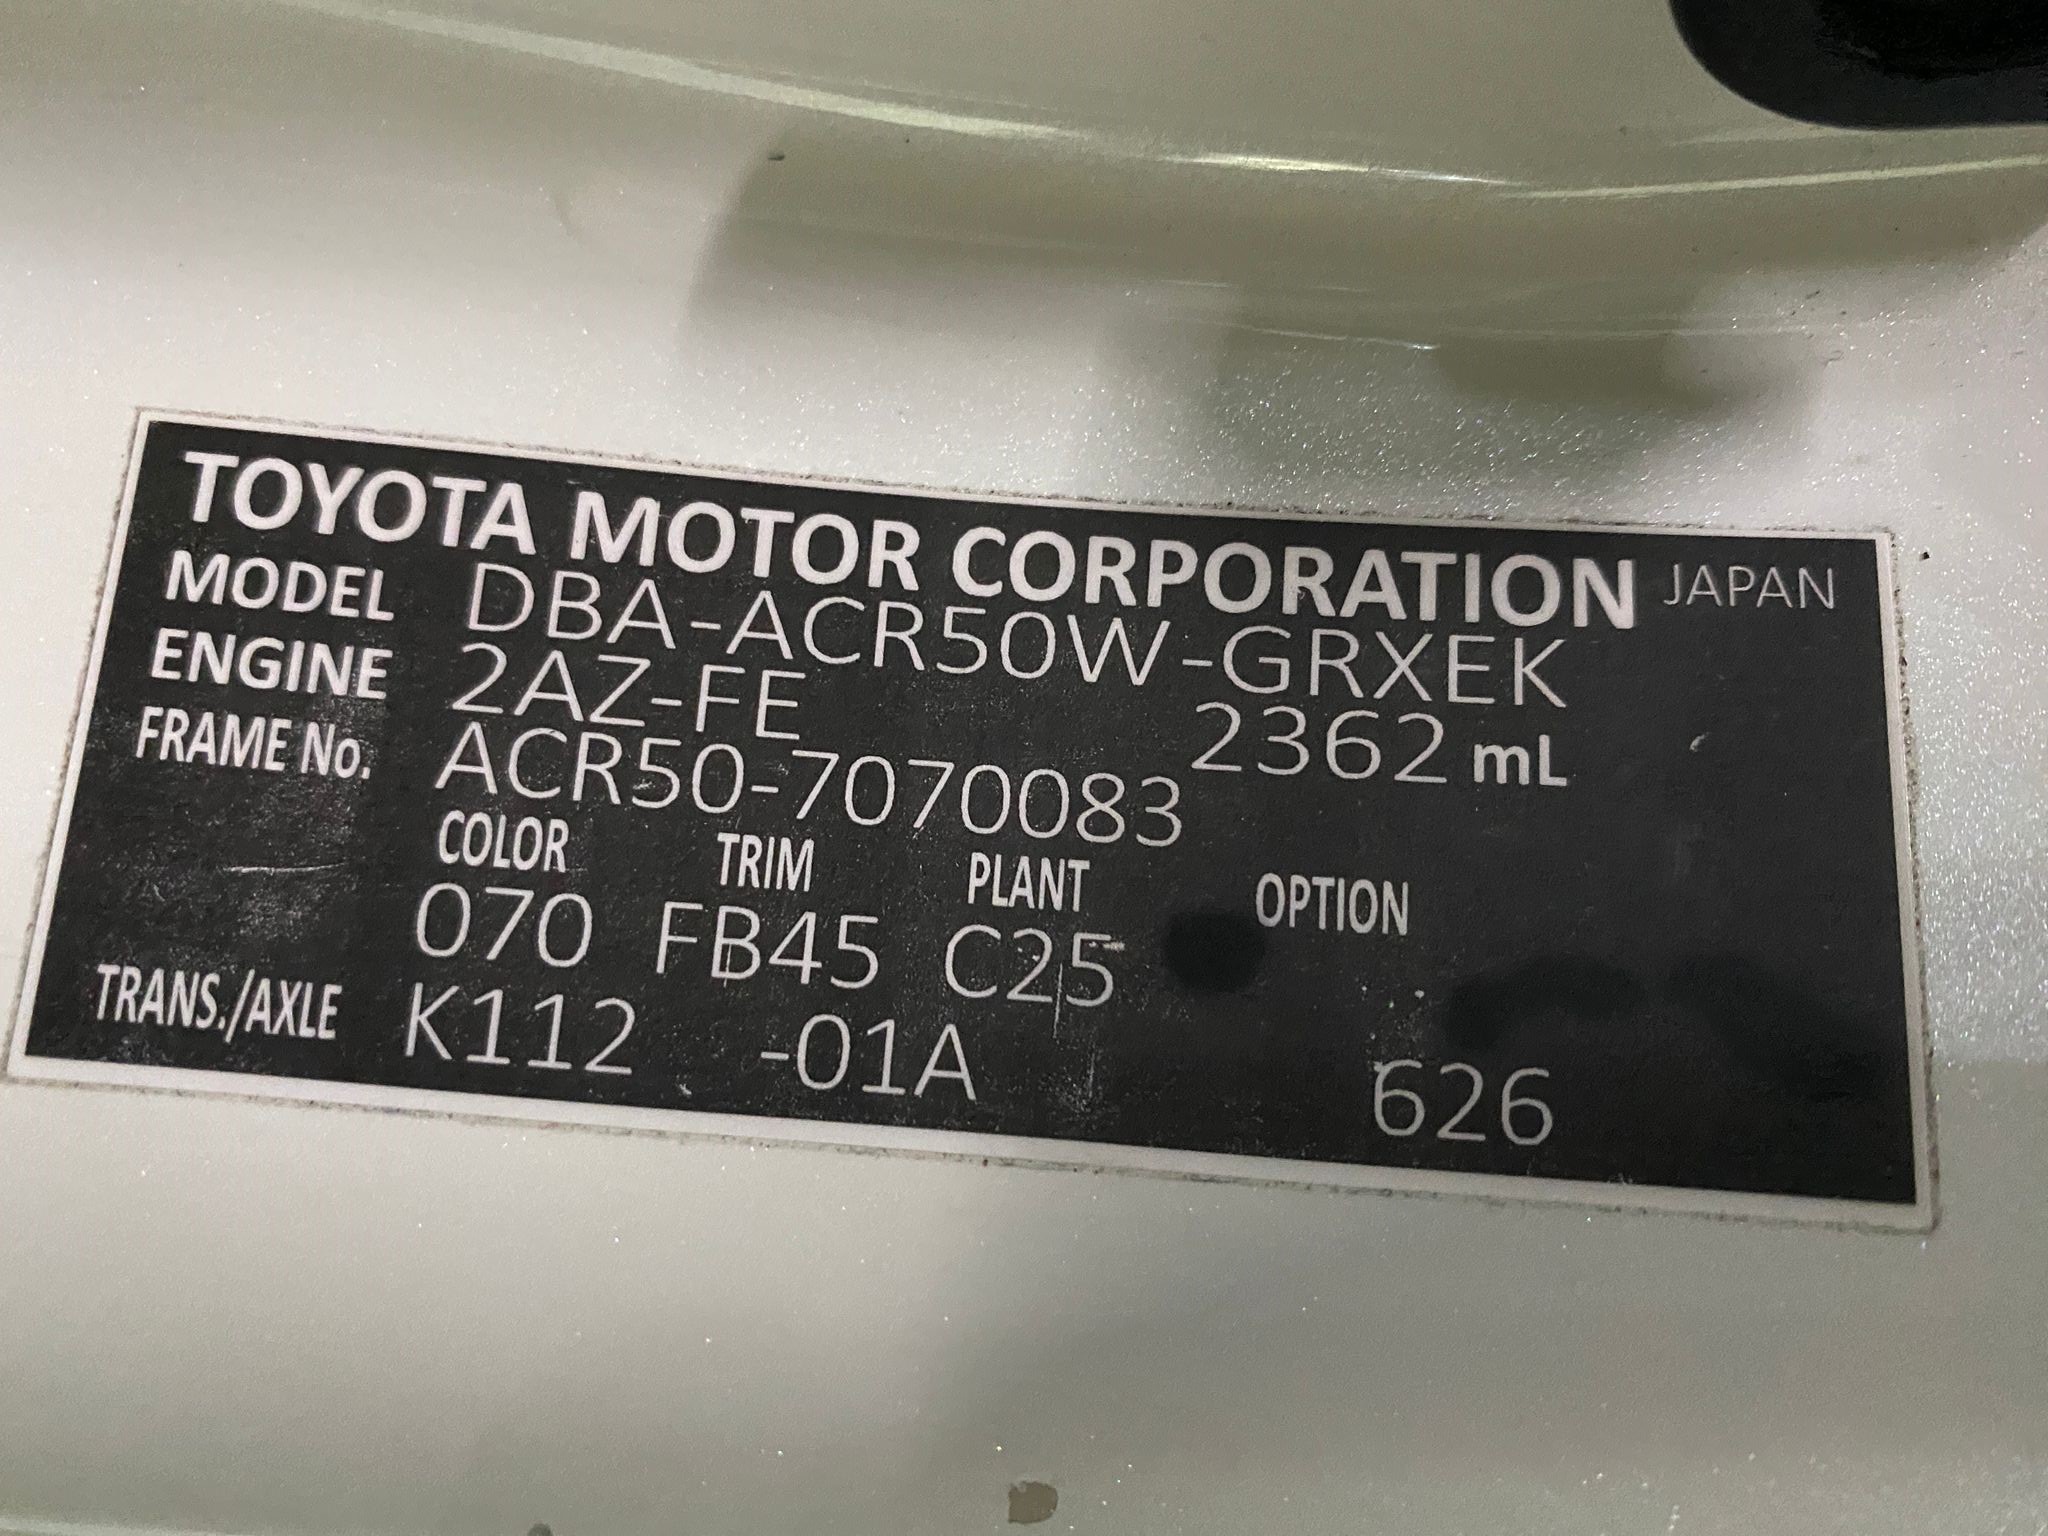 TOYOTA MOTOR CORPORATION JAPAN
MODEL DBA-ACR50W-GRXEK
ENGINE 2AZ-FE 2362 mL
FRAME No. ACR50-7070083
COLOR TRIM PLANT OPTION
070 FB45 C25
TRANS./AXLE K112 -01A 626